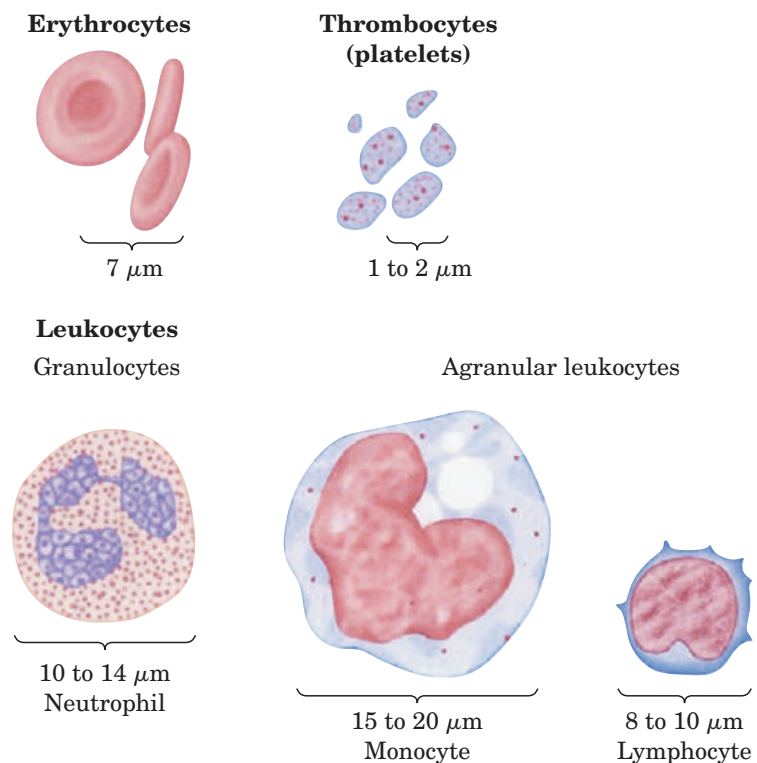 Erythrocytes
Thrombocytes
(platelets)
7 μm
1 to 2 μm
Leukocytes
Granulocytes
Agranular leukocytes
10 to 14 μm
Neutrophil
15 to 20 μm
Monocyte
8 to 10 μm
Lymphocyte